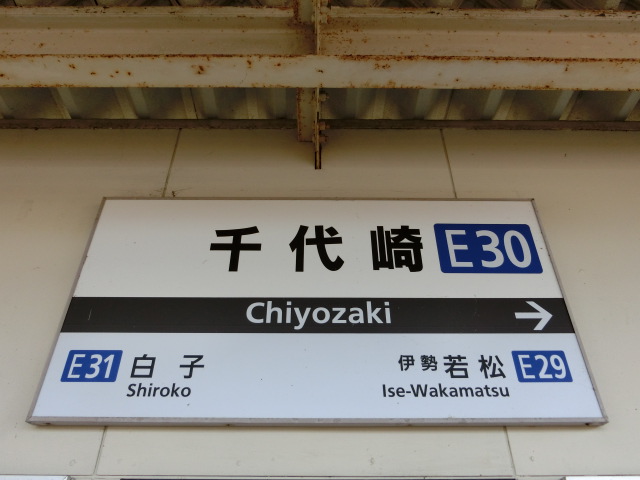 千代崎 E30
Chiyozaki →
E31 白子 伊勢若松 E29
Shiroko Ise-Wakamatsu